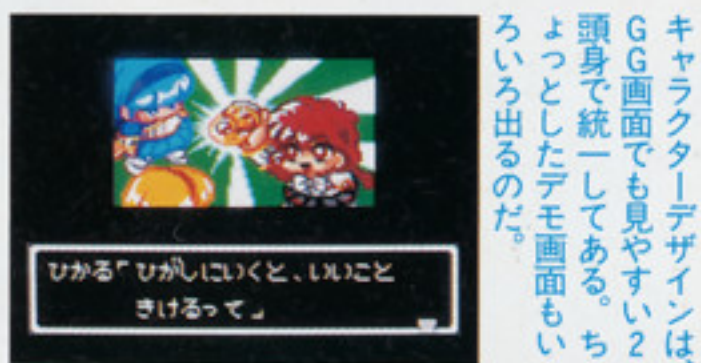 キャラクターデザインは、
GG画面でも見やすい2
頭身で統一してある。ち
ょっとしたデモ画面もい
ろいろ出るのだ。
ひかる「ひがしにいくと、いいこと
きけるって」